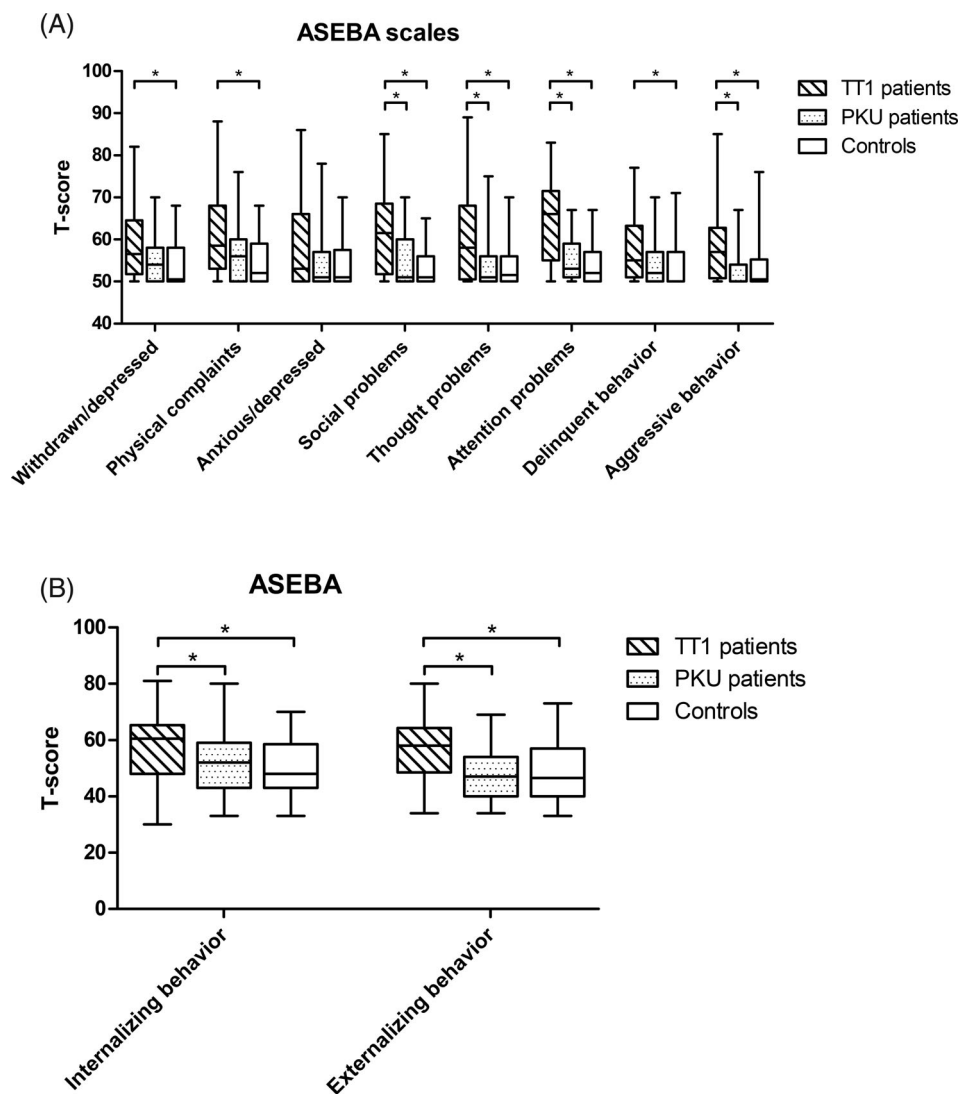 (A)
ASEBA scales
T-score
100
90
80
70
60
50
40
* * * * * * *
* * * *
TT1 patients
PKU patients
Controls
Withdrawn/depressed
Physical complaints
Anxious/depressed
Social problems
Thought problems
Attention problems
Delinquent behavior
Aggressive behavior
(B)
ASEBA
T-score
100
80
60
40
20
0
* *
* *
TT1 patients
PKU patients
Controls
Internalizing behavior
Externalizing behavior